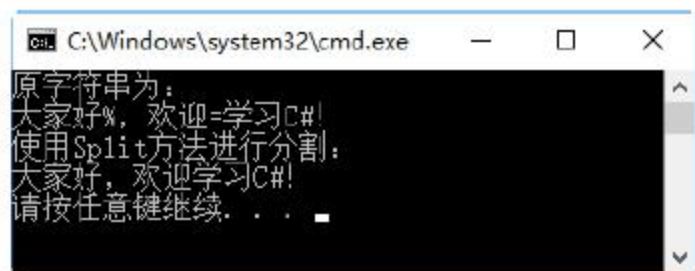 C:\Windows\system32\cmd.exe
原字符串为：
大家好%，欢迎=学习C#!
使用Split方法进行分割：
大家好，欢迎学习C#!
请按任意键继续. . .